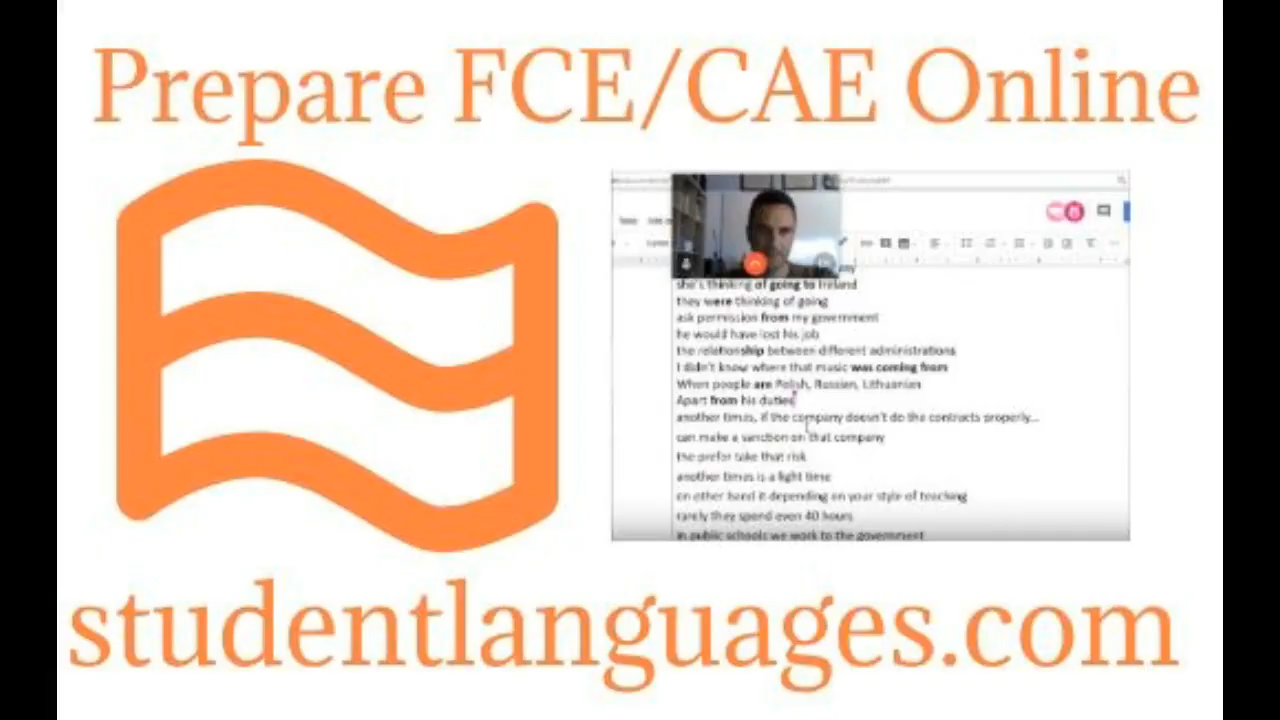 Prepare FCE/CAE Online
she's thinking of going to Ireland
they were thinking of going
ask permission from my government
he would have lost his job
the relationship between different administrations
I didn't know where that music was coming from
When people are Polish, Russian, Lithuanian
Apart from his duties
another times, if the company doesn't do the contracts properly...
can make a sanction on that company
the prefer take that risk
another times is a light time
on other hand it depending on your style of teaching
rarely they spend even 40 hours
in public schools we work to the government
studentlanguages.com